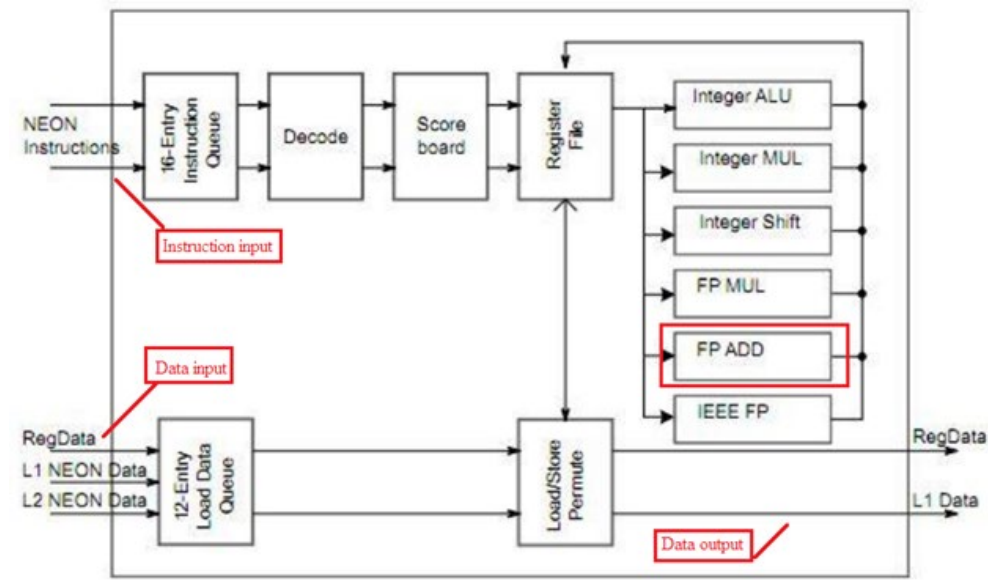 NEON
Instructions
16-Entry
Instruction
Queue
Decode
Score
board
Register
File
Integer ALU
Integer MUL
Integer Shift
FP MUL
FP ADD
IEEE FP
Instruction input
Data input
RegData
L1 NEON Data
L2 NEON Data
12-Entry
Load Data
Queue
Load/Store
Permute
RegData
L1 Data
Data output